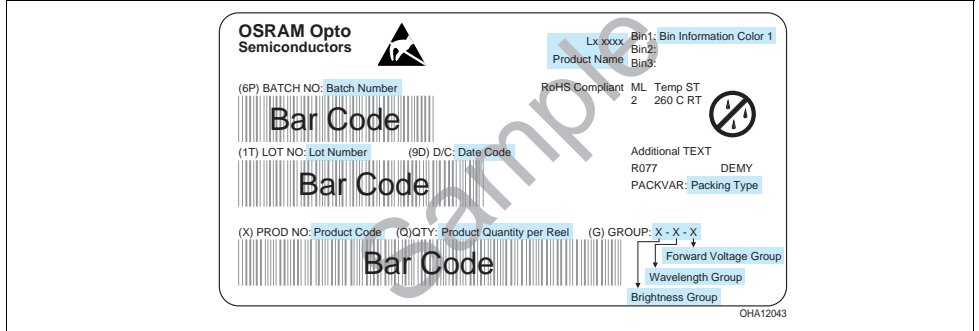 OSRAM Opto
Semiconductors
Lx xxxx
Product Name
Bin1: Bin Information Color 1
Bin2:
Bin3:
RoHS Compliant
ML Temp ST
2 260 C RT
(6P) BATCH NO: Batch Number
Bar Code
(1T) LOT NO: Lot Number (9D) D/C: Date Code
Bar Code
Additional TEXT
R077 DEMY
PACKVAR: Packing Type
(X) PROD NO: Product Code (Q)QTY: Product Quantity per Reel (G) GROUP: X - X - X
Bar Code
Forward Voltage Group
Wavelength Group
Brightness Group
Sample
OHA12043